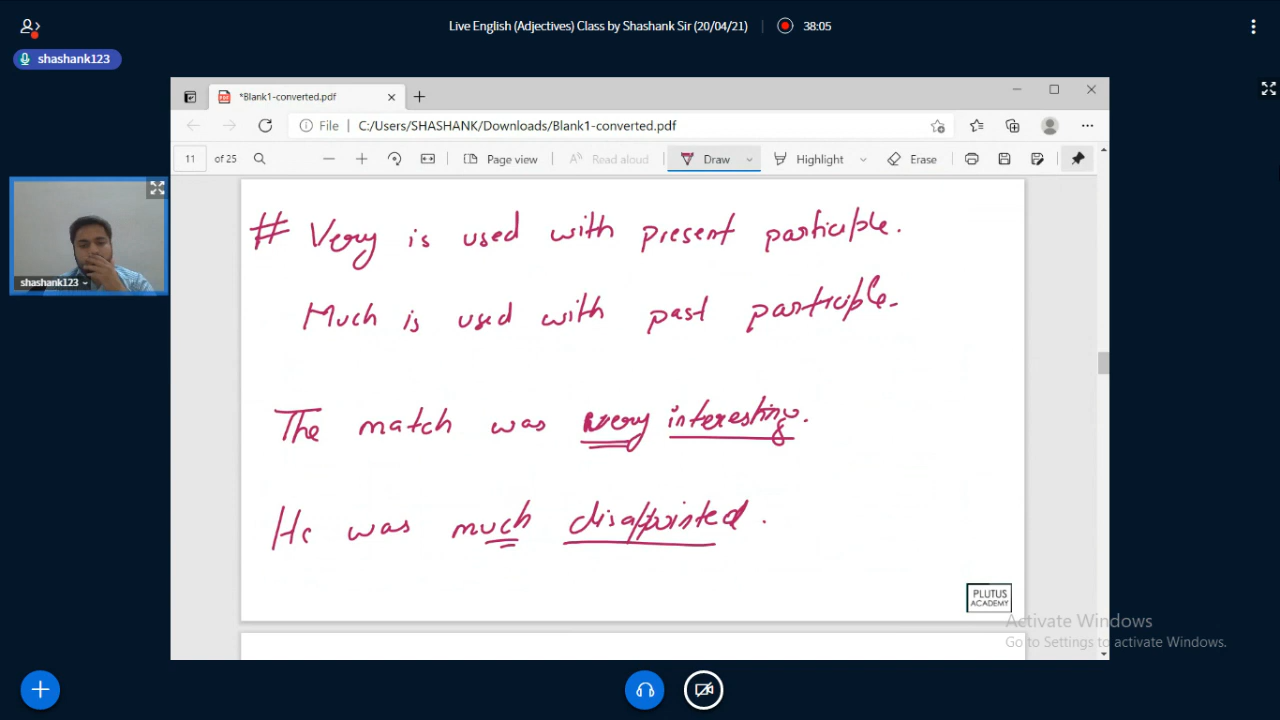 Live English (Adjectives) Class by Shashank Sir (20/04/21)
38:05
shashank123
*Blank1-converted.pdf
File
C:/Users/SHASHANK/Downloads/Blank1-converted.pdf
11 of 25
Page view
Read aloud
Draw
Highlight
Erase
shashank123
# Very is used with present participle.
Much is used with past participle.
The match was very interesting.
He was much disappointed.
PLUTUS
ACADEMY
Activate Windows
Go to Settings to activate Windows.